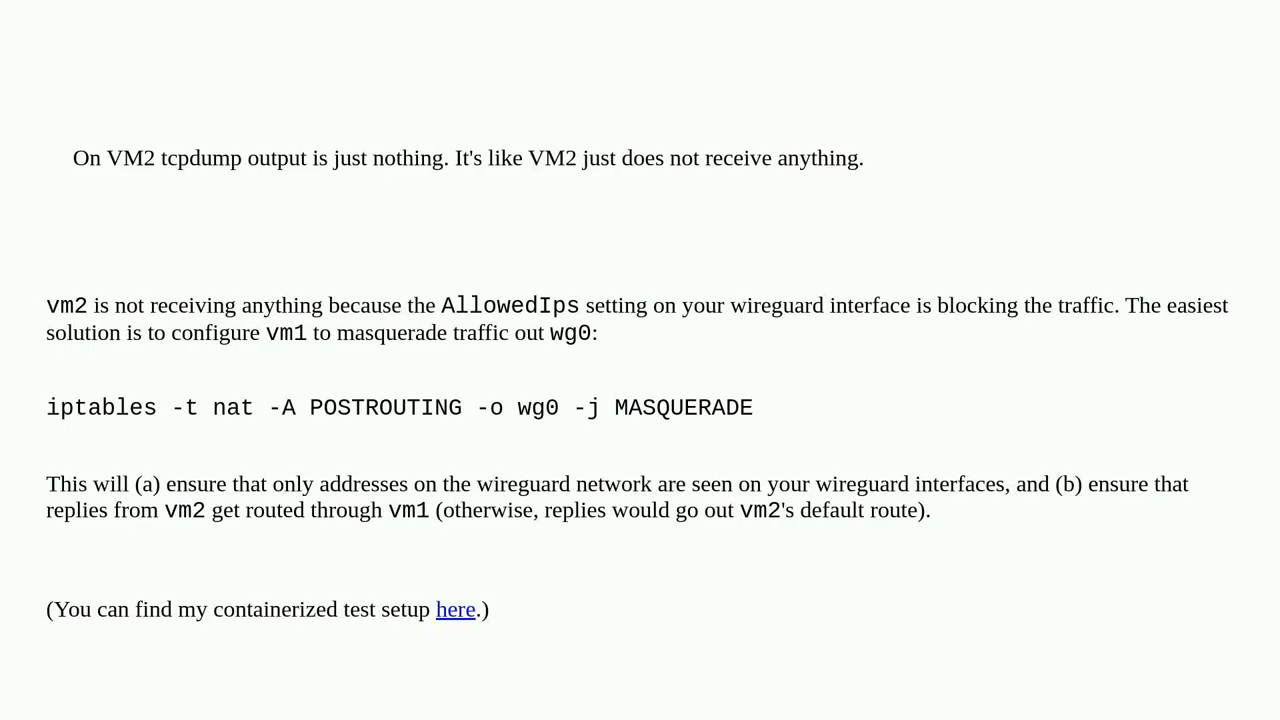 On VM2 tcpdump output is just nothing. It's like VM2 just does not receive anything.
vm2 is not receiving anything because the AllowedIps setting on your wireguard interface is blocking the traffic. The easiest
solution is to configure vm1 to masquerade traffic out wg0:
iptables -t nat -A POSTROUTING -o wg0 -j MASQUERADE
This will (a) ensure that only addresses on the wireguard network are seen on your wireguard interfaces, and (b) ensure that
replies from vm2 get routed through vm1 (otherwise, replies would go out vm2's default route).
(You can find my containerized test setup here.)